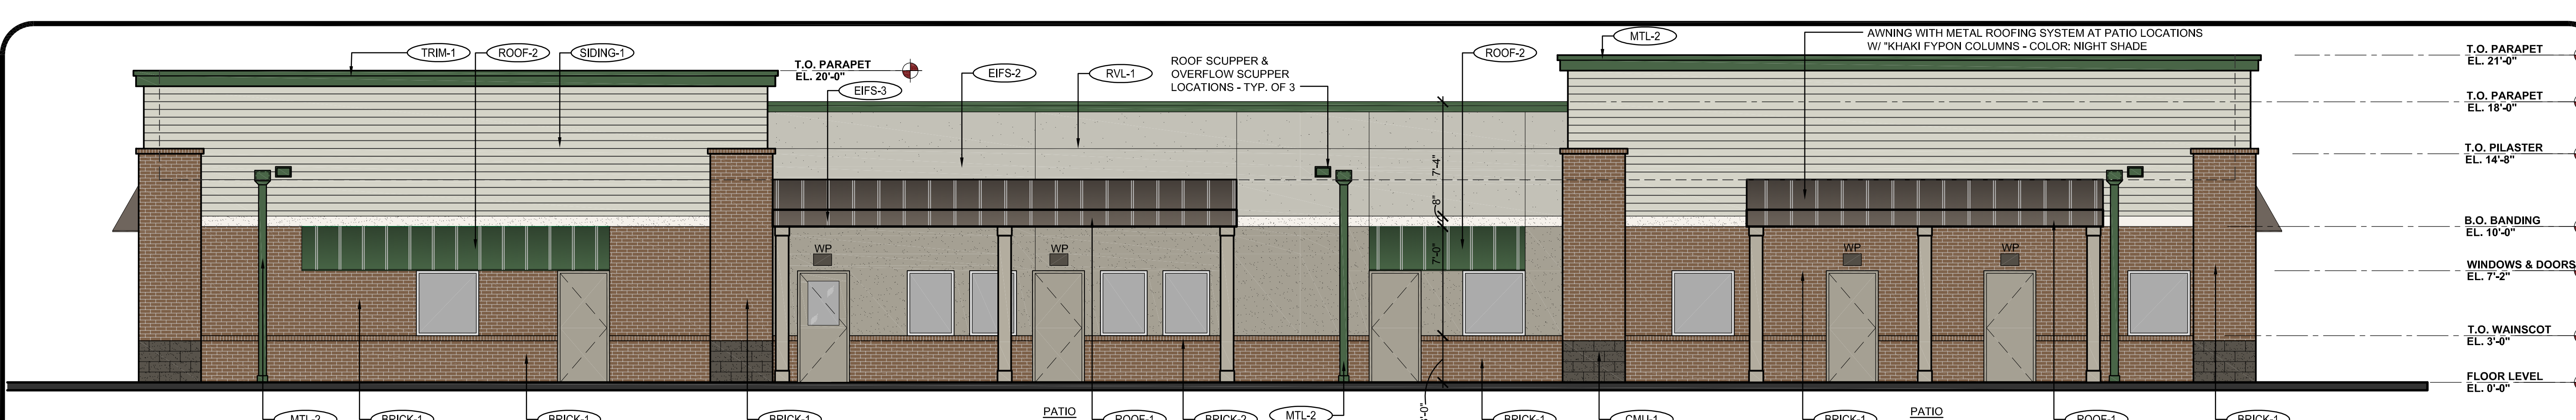 TRIM-1
ROOF-2
SIDING-1
T.O. PARAPET
EL. 20'-0"
EIFS-3
EIFS-2
RVL-1
ROOF SCUPPER &
OVERFLOW SCUPPER
LOCATIONS - TYP. OF 3
ROOF-2
MTL-2
AWNING WITH METAL ROOFING SYSTEM AT PATIO LOCATIONS
W/ "KHAKI FYPON COLUMNS - COLOR: NIGHT SHADE
T.O. PARAPET
EL. 21'-0"
T.O. PARAPET
EL. 18'-0"
T.O. PILASTER
EL. 14'-8"
B.O. BANDING
EL. 10'-0"
WINDOWS & DOORS
EL. 7'-2"
T.O. WAINSCOT
EL. 3'-0"
FLOOR LEVEL
EL. 0'-0"
7'-4"
8"
7'-0"
WP
WP
WP
WP
MTL-2
BRICK-1
BRICK-1
BRICK-1
PATIO
ROOF-1
BRICK-2
MTL-2
BRICK-1
CMU-1
BRICK-1
PATIO
ROOF-1
BRICK-1